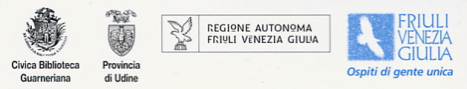 Civica Biblioteca
Guarneriana
Provincia
di Udine
REGIONE AUTONOMA
FRIULI VENEZIA GIULIA
FRIULI
VENEZIA
GIULIA
Ospiti di gente unica